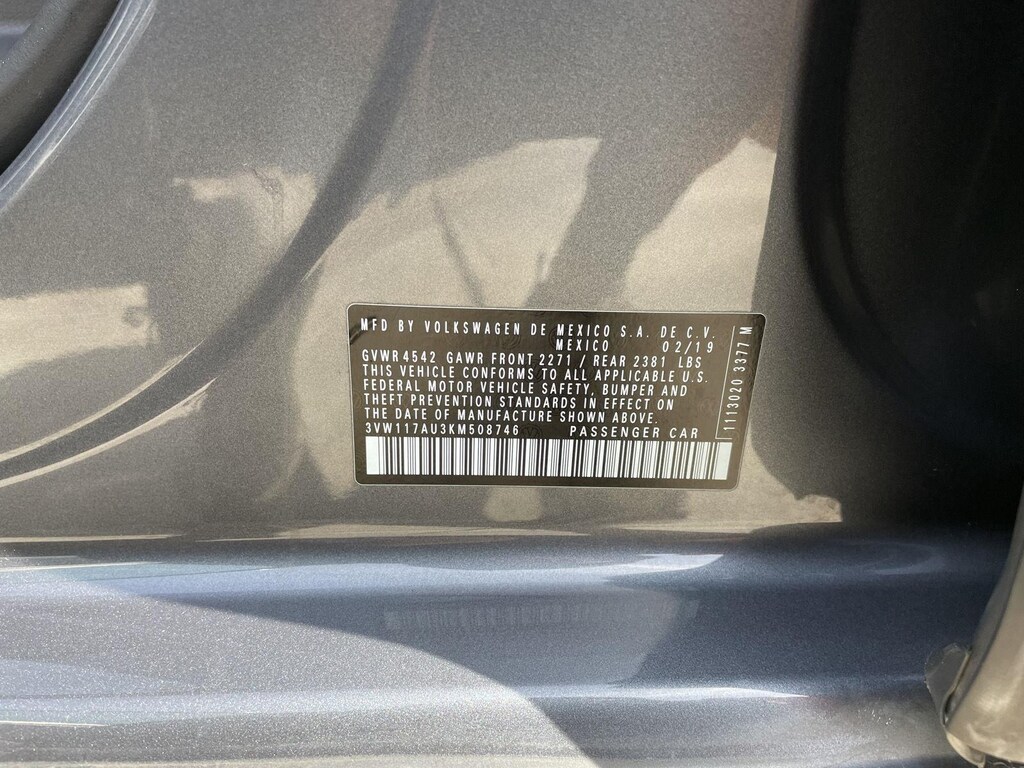 MFD BY VOLKSWAGEN DE MEXICO S.A. DE C.V.
MEXICO 02/19
GVWR 4542 GAWR FRONT 2271 / REAR 2381 LBS
THIS VEHICLE CONFORMS TO ALL APPLICABLE U.S.
FEDERAL MOTOR VEHICLE SAFETY, BUMPER AND
THEFT PREVENTION STANDARDS IN EFFECT ON
THE DATE OF MANUFACTURE SHOWN ABOVE.
3VW117AU3KM508746 PASSENGER CAR
1113020 3377 M